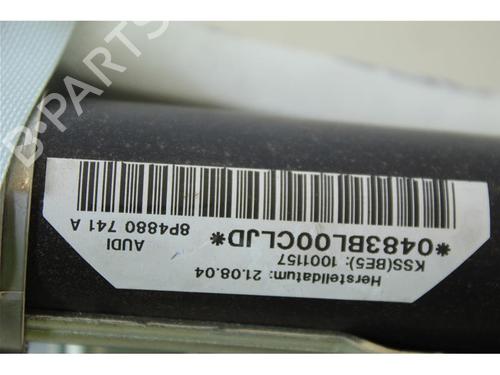 Herstelldatum: 21.08.04
KSS(BE5): 1001157
*0483BL00CLJD*
AUDI
8P4880 741 A
B-PARTS